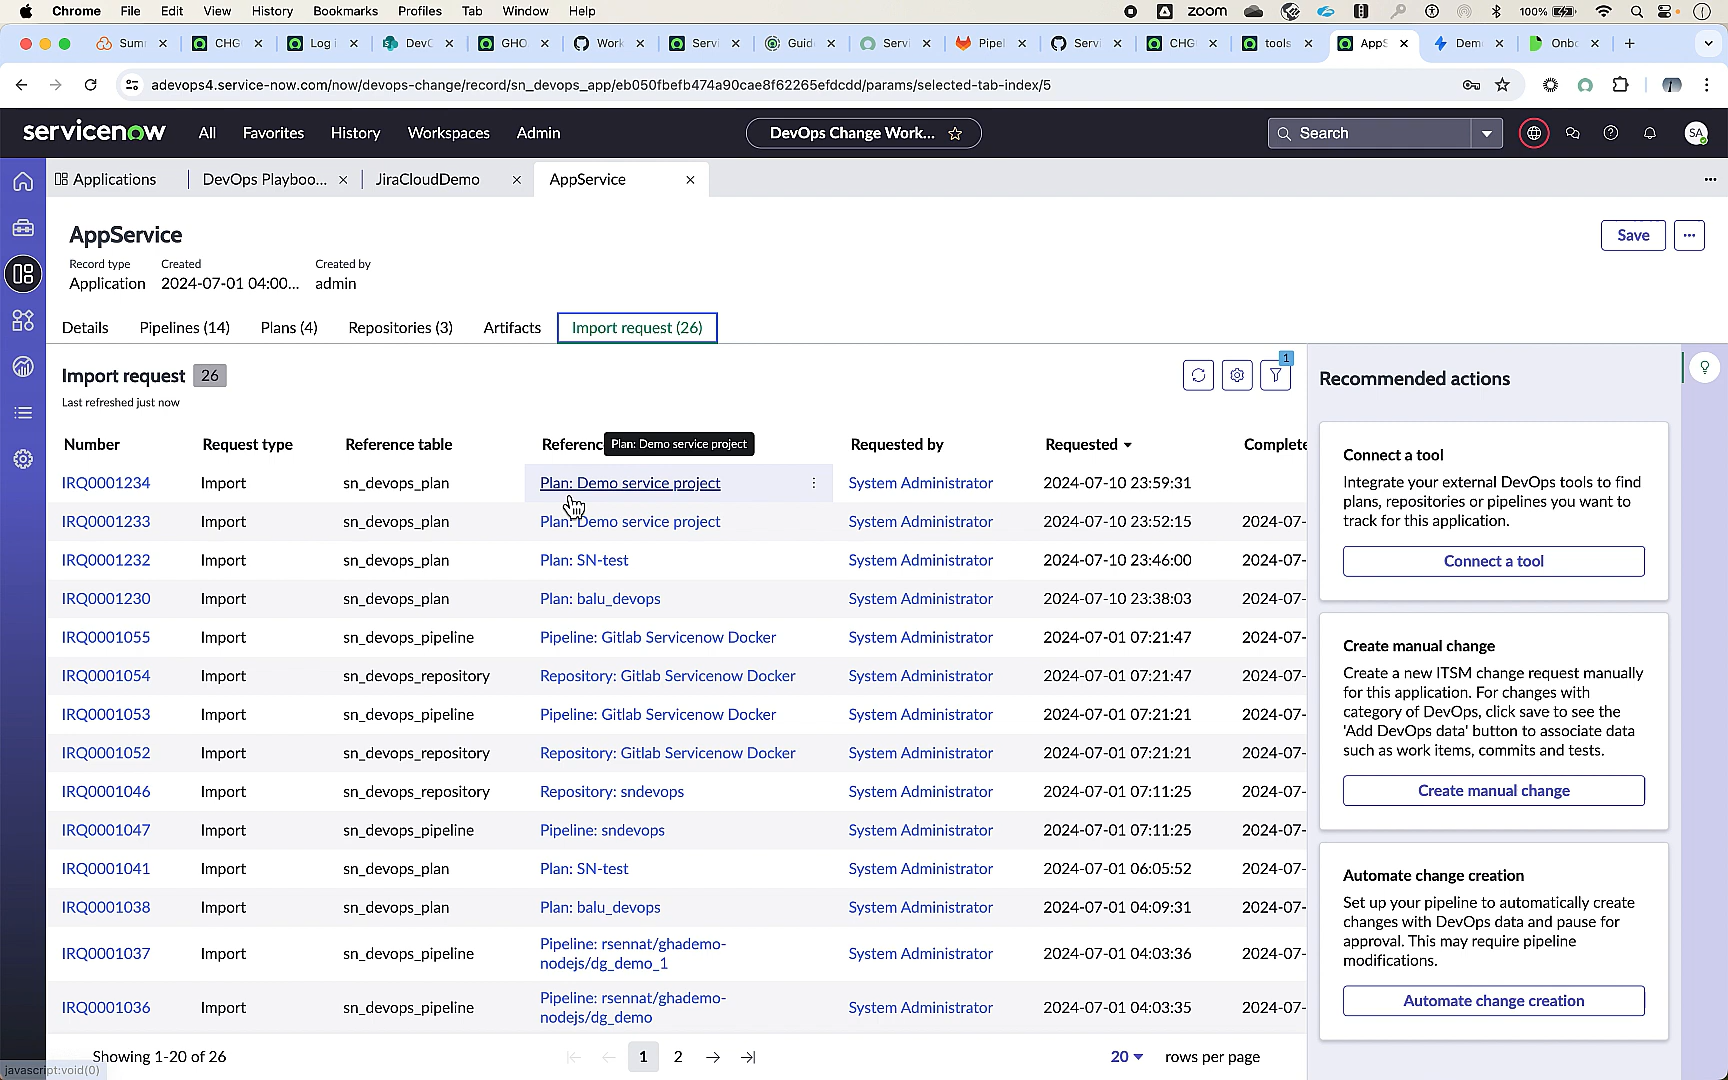 Chrome File Edit View History Bookmarks Profiles Tab Window Help zoom 100%
Sum CHG Log i DevC GHO Work Servi Guid Servi Pipel Servi CHG tools AppS Dem Onbo
adevops4.service-now.com/now/devops-change/record/sn_devops_app/eb050fbefb474a90cae8f62265efdcdd/params/selected-tab-index/5
servicenow All Favorites History Workspaces Admin DevOps Change Work... Search SA
Applications DevOps Playboo... JiraCloudDemo AppService
AppService
Save
Record type Created Created by
Application 2024-07-01 04:00... admin
Details Pipelines (14) Plans (4) Repositories (3) Artifacts Import request (26)
Import request 26
1
Last refreshed just now
Number Request type Reference table Referenc Plan: Demo service project Requested by Requested Complete
IRQ0001234 Import sn_devops_plan Plan: Demo service project System Administrator 2024-07-10 23:59:31
IRQ0001233 Import sn_devops_plan Plan: Demo service project System Administrator 2024-07-10 23:52:15 2024-07-
IRQ0001232 Import sn_devops_plan Plan: SN-test System Administrator 2024-07-10 23:46:00 2024-07-
IRQ0001230 Import sn_devops_plan Plan: balu_devops System Administrator 2024-07-10 23:38:03 2024-07-
IRQ0001055 Import sn_devops_pipeline Pipeline: Gitlab Servicenow Docker System Administrator 2024-07-01 07:21:47 2024-07-
IRQ0001054 Import sn_devops_repository Repository: Gitlab Servicenow Docker System Administrator 2024-07-01 07:21:47 2024-07-
IRQ0001053 Import sn_devops_pipeline Pipeline: Gitlab Servicenow Docker System Administrator 2024-07-01 07:21:21 2024-07-
IRQ0001052 Import sn_devops_repository Repository: Gitlab Servicenow Docker System Administrator 2024-07-01 07:21:21 2024-07-
IRQ0001046 Import sn_devops_repository Repository: sndevops System Administrator 2024-07-01 07:11:25 2024-07-
IRQ0001047 Import sn_devops_pipeline Pipeline: sndevops System Administrator 2024-07-01 07:11:25 2024-07-
IRQ0001041 Import sn_devops_plan Plan: SN-test System Administrator 2024-07-01 06:05:52 2024-07-
IRQ0001038 Import sn_devops_plan Plan: balu_devops System Administrator 2024-07-01 04:09:31 2024-07-
IRQ0001037 Import sn_devops_pipeline Pipeline: rsennat/ghademo-
nodejs/dg_demo_1 System Administrator 2024-07-01 04:03:36 2024-07-
IRQ0001036 Import sn_devops_pipeline Pipeline: rsennat/ghademo-
nodejs/dg_demo System Administrator 2024-07-01 04:03:35 2024-07-
Showing 1-20 of 26 1 2 20 rows per page
javascript:void(0)
Recommended actions
Connect a tool
Integrate your external DevOps tools to find
plans, repositories or pipelines you want to
track for this application.
Connect a tool
Create manual change
Create a new ITSM change request manually
for this application. For changes with
category of DevOps, click save to see the
'Add DevOps data' button to associate data
such as work items, commits and tests.
Create manual change
Automate change creation
Set up your pipeline to automatically create
changes with DevOps data and pause for
approval. This may require pipeline
modifications.
Automate change creation